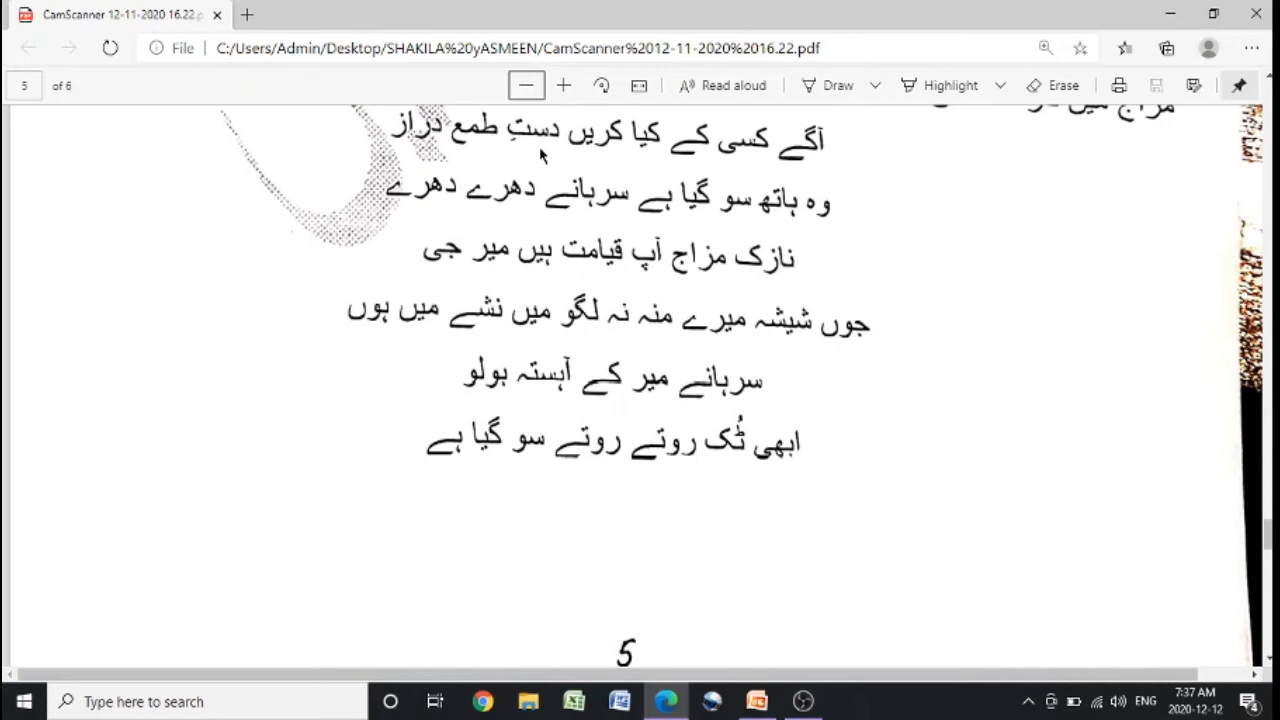 CamScanner 12-11-2020 16.22.p
File C:/Users/Admin/Desktop/SHAKILA%20yASMEEN/CamScanner%2012-11-2020%2016.22.pdf
5 of 6 Read aloud Draw Highlight Erase
مزاج میں
آگے کسی کے کیا کریں دستِ طمع دراز
وہ ہاتھ سو گیا ہے سرہانے دھرے دھرے
نازک مزاج آپ قیامت ہیں میر جی
جوں شیشہ میرے منہ نہ لگو میں نشے میں ہوں
سرہانے میر کے آہستہ بولو
ابھی ٹُک روتے روتے سو گیا ہے
5
Type here to search ENG 7:37 AM
2020-12-12